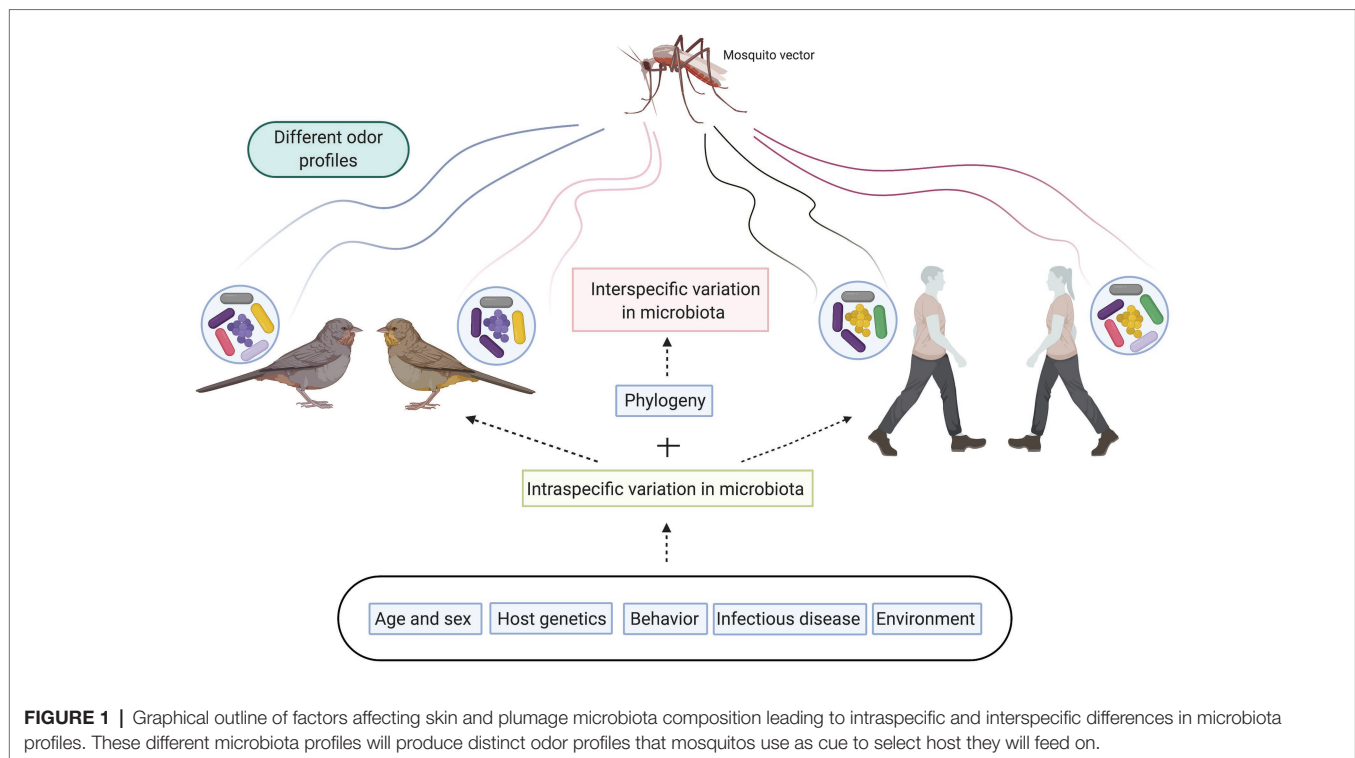 Mosquito vector
Different odor
profiles
Interspecific variation
in microbiota
Phylogeny
+
Intraspecific variation in microbiota
Age and sex
Host genetics
Behavior
Infectious disease
Environment
FIGURE 1 | Graphical outline of factors affecting skin and plumage microbiota composition leading to intraspecific and interspecific differences in microbiota
profiles. These different microbiota profiles will produce distinct odor profiles that mosquitos use as cue to select host they will feed on.